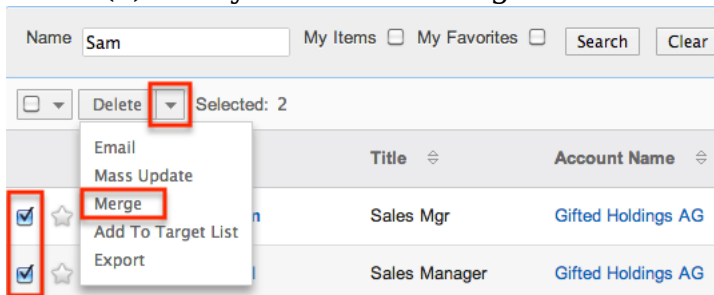 Name Sam My Items My Favorites Search Clear
Delete Selected: 2
Email
Mass Update
Merge
Add To Target List
Export
Title Account Name
Sales Mgr Gifted Holdings AG
Sales Manager Gifted Holdings AG